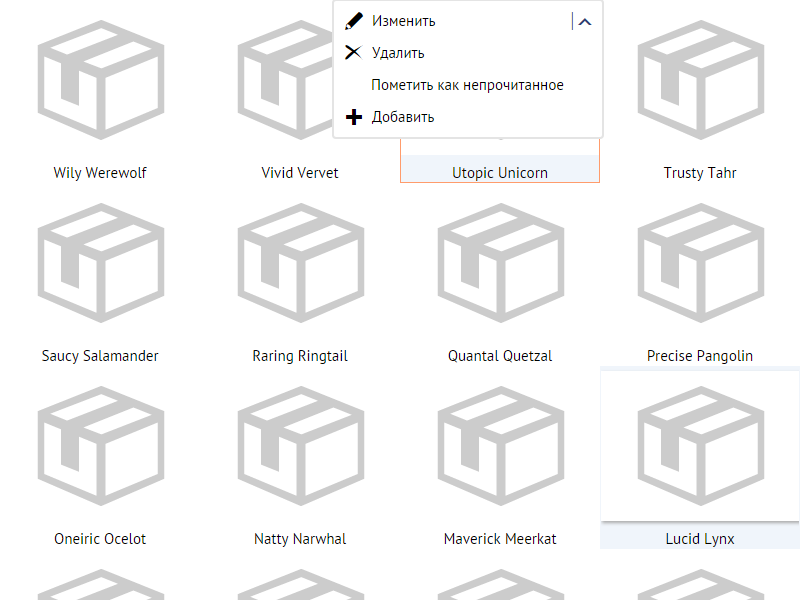 Изменить
Удалить
Пометить как непрочитанное
Добавить
Wily Werewolf
Vivid Vervet
Utopic Unicorn
Trusty Tahr
Saucy Salamander
Raring Ringtail
Quantal Quetzal
Precise Pangolin
Oneiric Ocelot
Natty Narwhal
Maverick Meerkat
Lucid Lynx